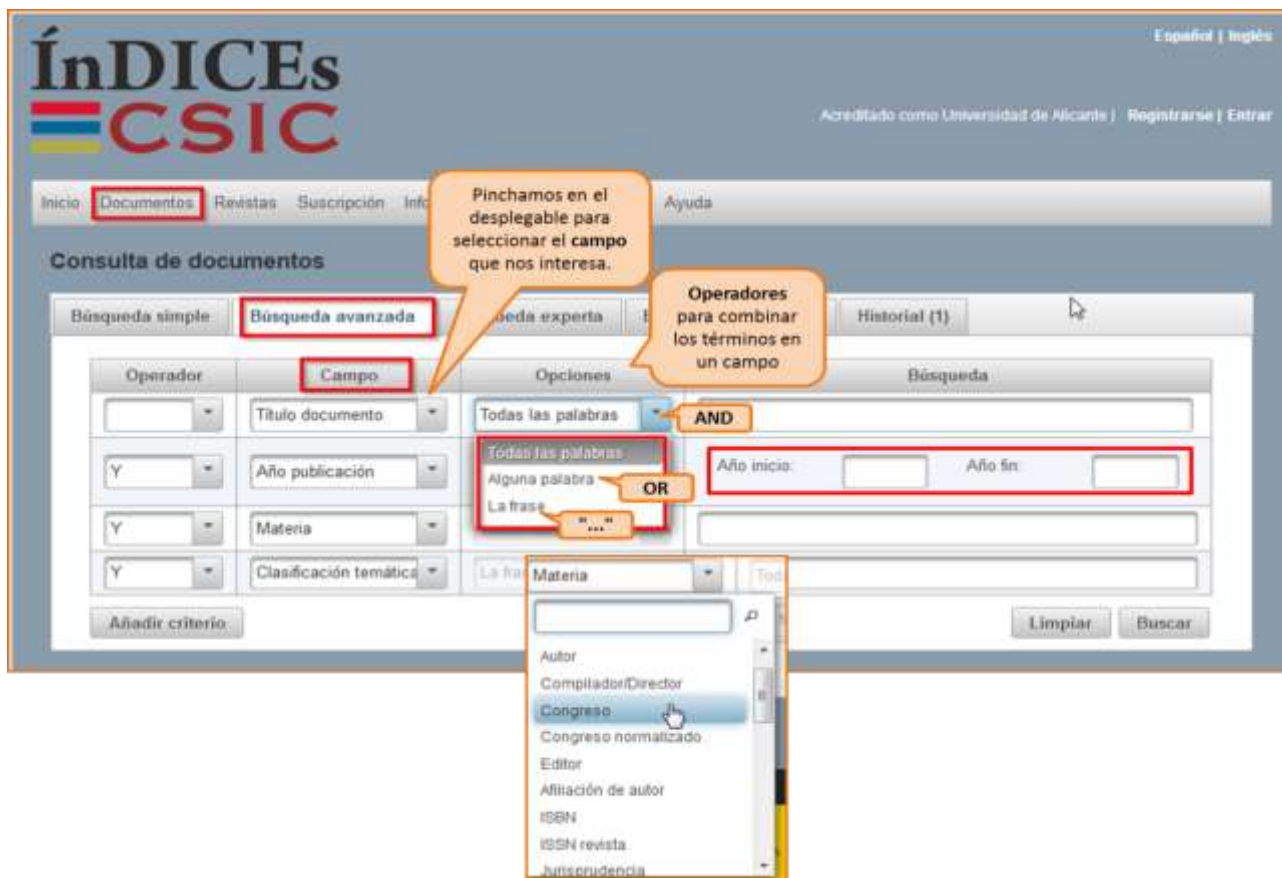 ÍnDICEs
CSIC
Español | Inglés
Acreditado como Universidad de Alicante | Registrarse | Entrar
Inicio Documentos Revistas Suscripción Ayuda
Pinchamos en el
desplegable para
seleccionar el campo
que nos interesa.
Consulta de documentos
Operadores
para combinar
los términos en
un campo
Búsqueda simple Búsqueda avanzada experta Historial (1)
Operador Campo Opciones Búsqueda
Título documento Todas las palabras AND
Y Año publicación Todas las palabras Año inicio: Año fin:
Alguna palabra OR
La frase "..."
Y Materia
Y Clasificación temática La Materia
Añadir criterio Limpiar Buscar
Autor
Compilador/Director
Congreso
Congreso normalizado
Editor
Afiliación de autor
ISBN
ISSN revista
Jurisprudencia